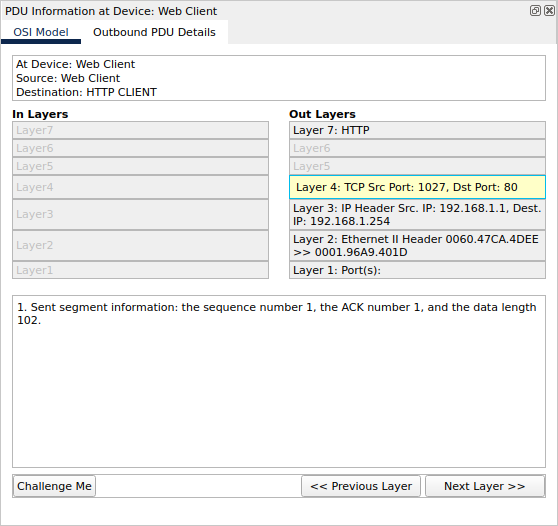 PDU Information at Device: Web Client
OSI Model Outbound PDU Details
At Device: Web Client
Source: Web Client
Destination: HTTP CLIENT
In Layers
Layer7
Layer6
Layer5
Layer4
Layer3
Layer2
Layer1
Out Layers
Layer 7: HTTP
Layer6
Layer5
Layer 4: TCP Src Port: 1027, Dst Port: 80
Layer 3: IP Header Src. IP: 192.168.1.1, Dest.
IP: 192.168.1.254
Layer 2: Ethernet II Header 0060.47CA.4DEE
>> 0001.96A9.401D
Layer 1: Port(s):
1. Sent segment information: the sequence number 1, the ACK number 1, and the data length
102.
Challenge Me << Previous Layer Next Layer >>